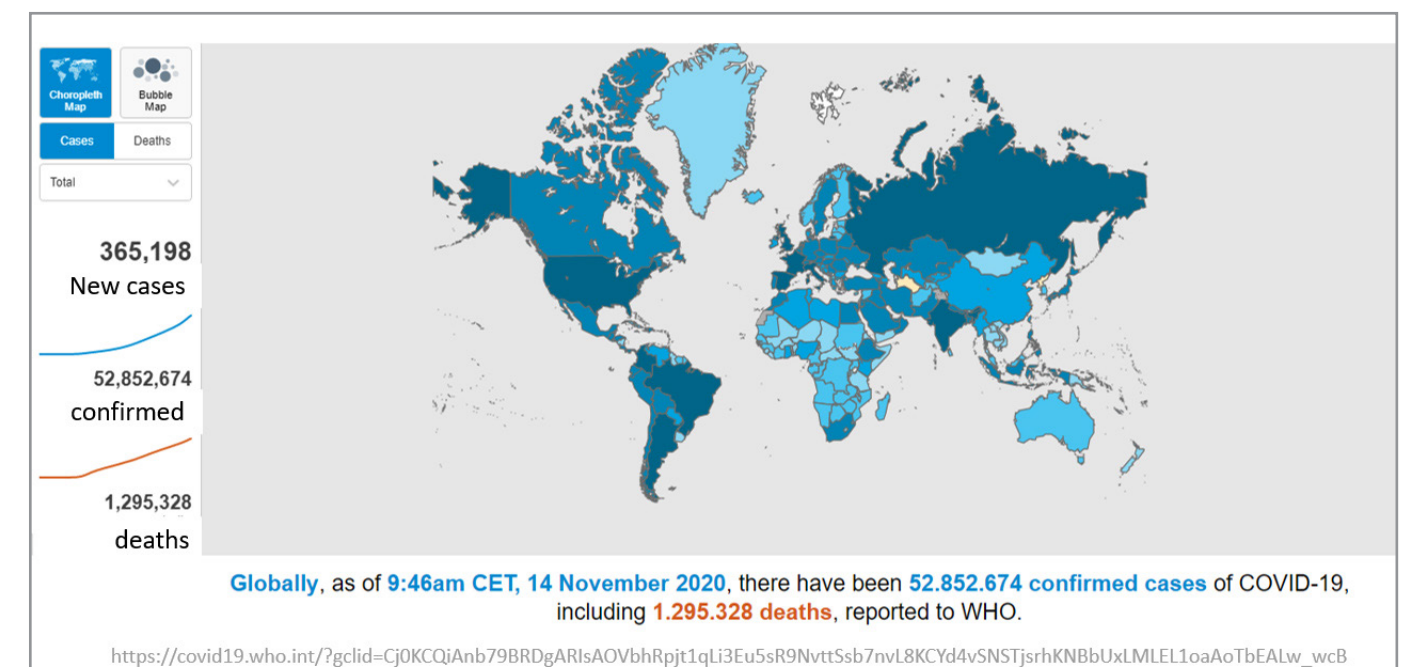 Choropleth
Map
Bubble
Map
Cases
Deaths
Total
365,198
New cases
52,852,674
confirmed
1,295,328
deaths
Globally, as of 9:46am CET, 14 November 2020, there have been 52.852.674 confirmed cases of COVID-19,
including 1.295.328 deaths, reported to WHO.
https://covid19.who.int/?gclid=Cj0KCQiAnb79BRDgARIsAOVbhRpjt1qLi3Eu5sR9NvttSsb7nvL8KCYd4vSNSTjsrhKNBbUxLMLEL1oaAoTbEALw_wcB